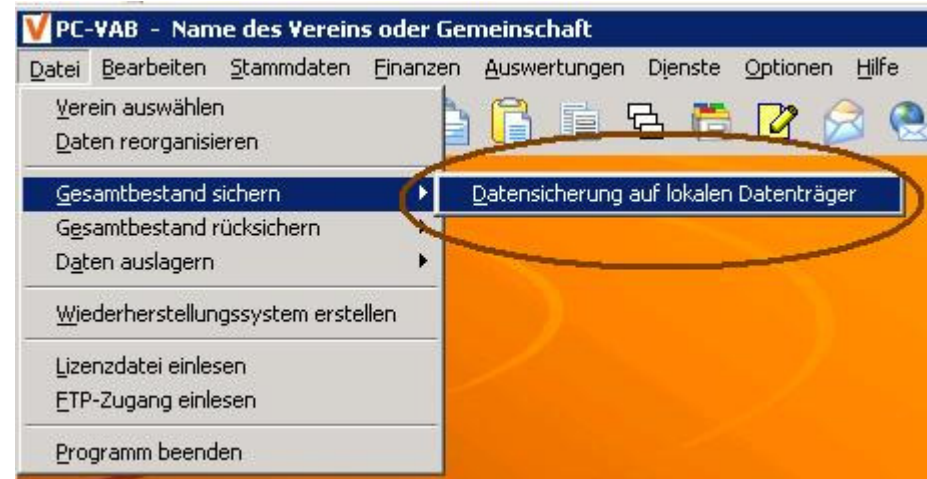 PC-VAB - Name des Vereins oder Gemeinschaft
Datei Bearbeiten Stammdaten Finanzen Auswertungen Dienste Optionen Hilfe
Verein auswählen
Daten reorganisieren
Gesamtbestand sichern
Datensicherung auf lokalen Datenträger
Gesamtbestand rücksichern
Daten auslagern
Wiederherstellungssystem erstellen
Lizenzdatei einlesen
FTP-Zugang einlesen
Programm beenden